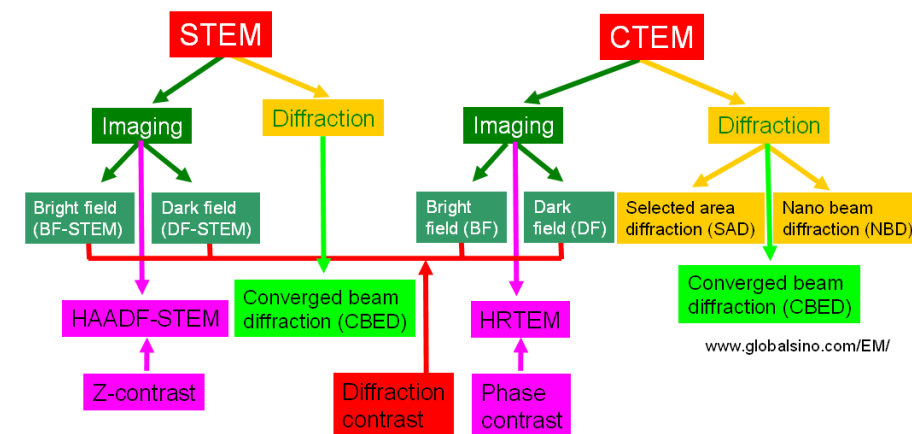 STEM
CTEM
Imaging
Diffraction
Imaging
Diffraction
Bright field
(BF-STEM)
Dark field
(DF-STEM)
Bright
field (BF)
Dark
field (DF)
Selected area
diffraction (SAD)
Nano beam
diffraction (NBD)
HAADF-STEM
Converged beam
diffraction (CBED)
HRTEM
Converged beam
diffraction (CBED)
www.globalsino.com/EM/
Z-contrast
Diffraction
contrast
Phase
contrast